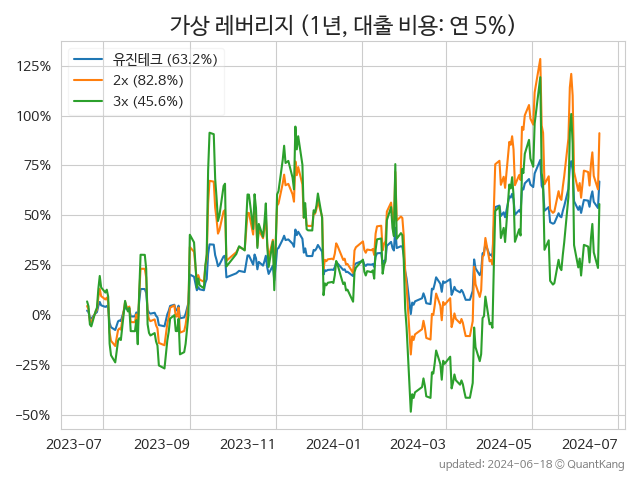 가상 레버리지 (1년, 대출 비용: 연 5%)
유진테크 (63.2%)
2x (82.8%)
3x (45.6%)
125%
100%
75%
50%
25%
0%
−25%
−50%
2023-07 2023-09 2023-11 2024-01 2024-03 2024-05 2024-07
updated: 2024-06-18 © QuantKang